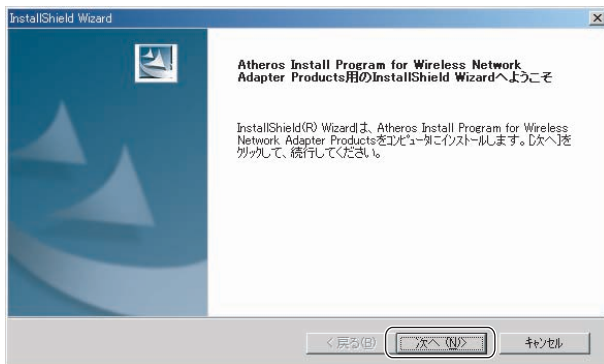 InstallShield Wizard
Atheros Install Program for Wireless Network
Adapter Products用のInstallShield Wizardへようこそ
InstallShield(R) Wizardは、Atheros Install Program for Wireless
Network Adapter Productsをコンピュータにインストールします。[次へ]を
クリックして、続行してください。
< 戻る(B)
次へ(N)>
キャンセル